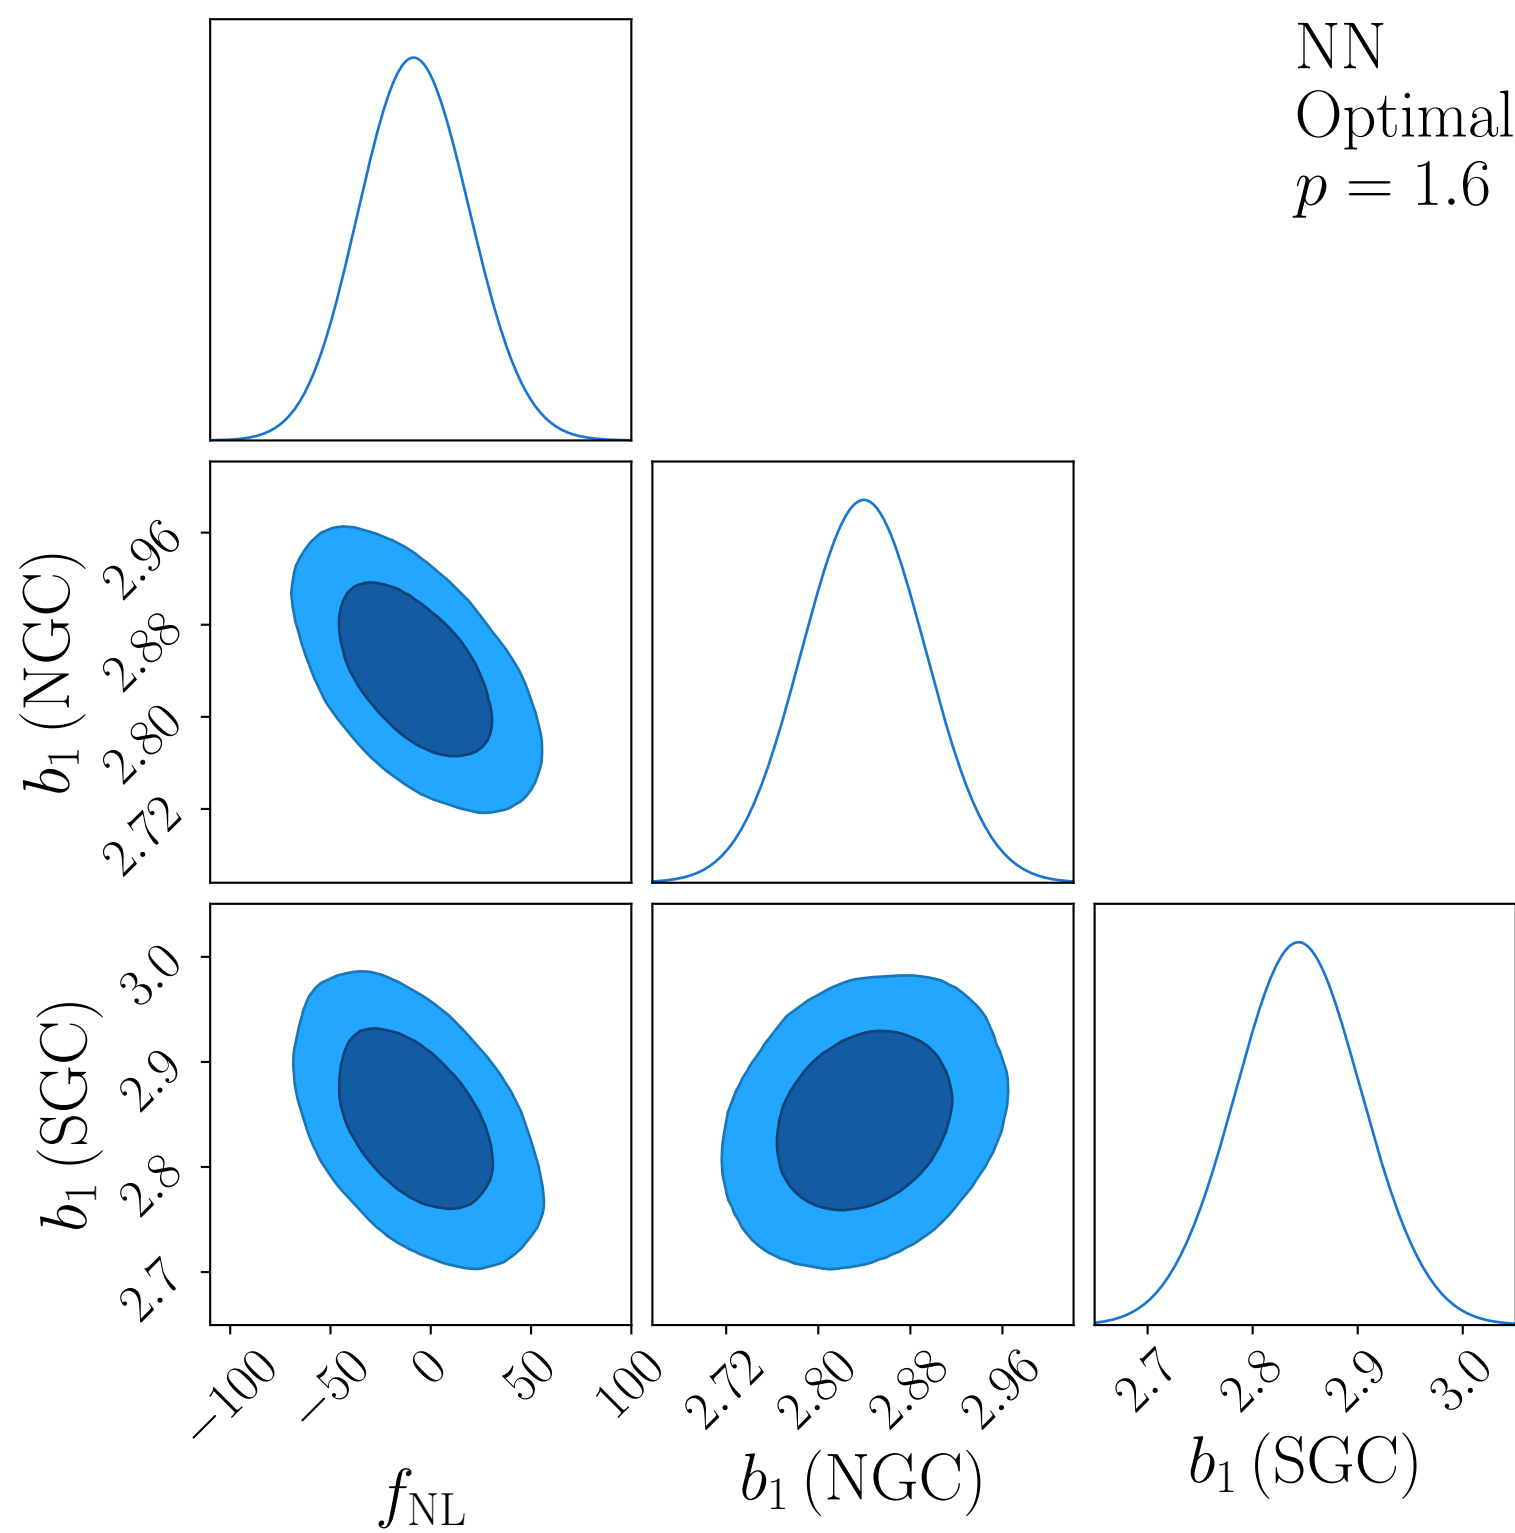 NN
Optimal
p = 1.6
b₁ (NGC)
2.96
2.88
2.80
2.72
b₁ (SGC)
3.0
2.9
2.8
2.7
−100 −50 0 50 100
f_NL
2.72 2.80 2.88 2.96
b₁ (NGC)
2.7 2.8 2.9 3.0
b₁ (SGC)